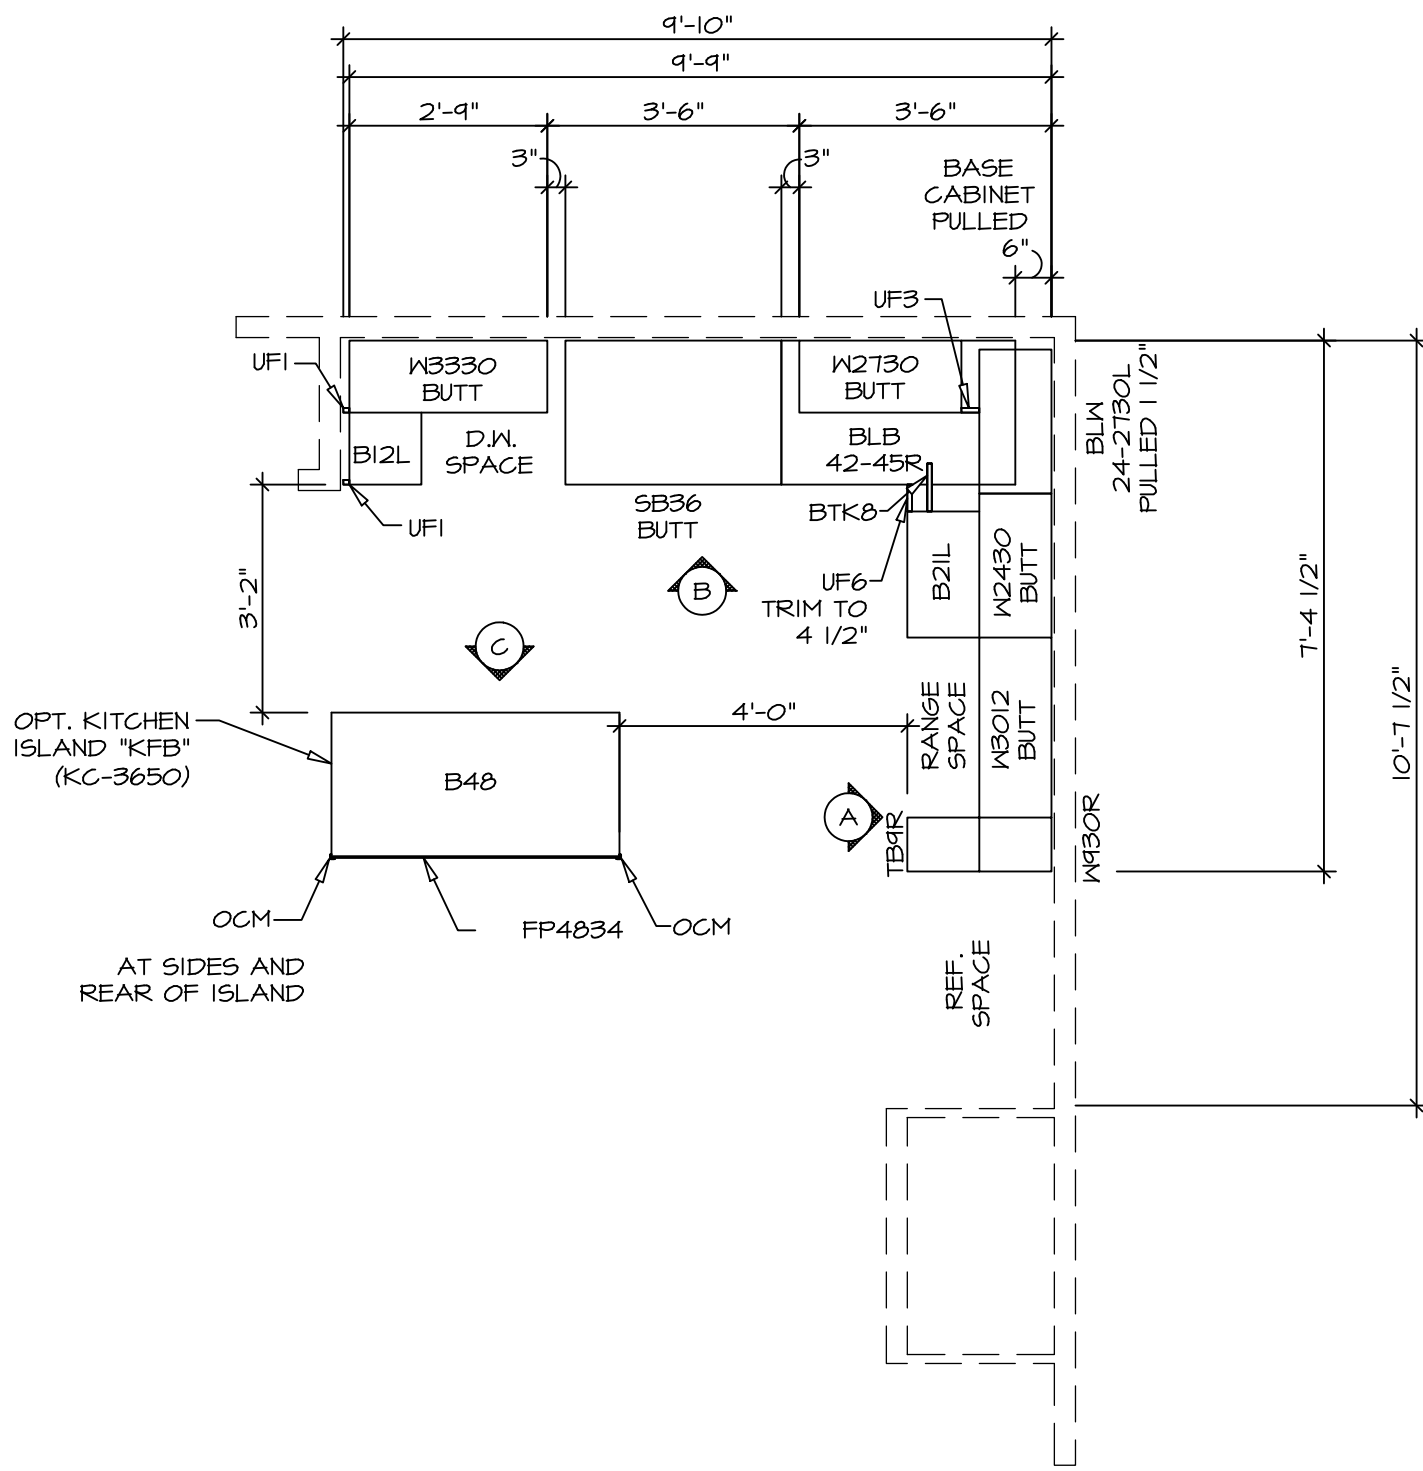 9'-10"
9'-9"
2'-9"
3'-6"
3'-6"
3"
3"
BASE
CABINET
PULLED
6"
UF3
UF1
W3330
BUTT
W2730
BUTT
B12L
D.W.
SPACE
BLB
42-45R
BLW
24-2730L
PULLED 1 1/2"
SB36
BUTT
BTK8
UF1
B21L
W2430
BUTT
UF6
TRIM TO
4 1/2"
B
C
3'-2"
7'-4 1/2"
10'-7 1/2"
OPT. KITCHEN
ISLAND "KFB"
(KC-3650)
B48
4'-0"
RANGE
SPACE
W3012
BUTT
A
TB9R
W930R
OCM
FP4834
OCM
AT SIDES AND
REAR OF ISLAND
REF.
SPACE